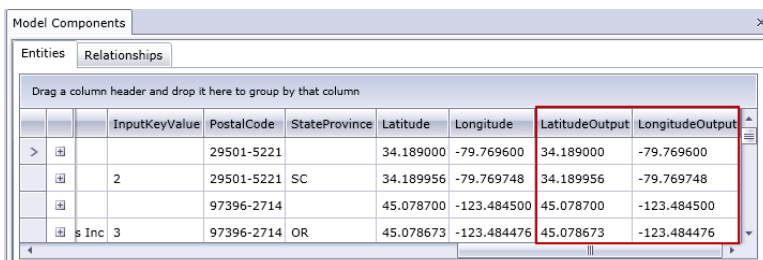 Model Components
Entities Relationships
Drag a column header and drop it here to group by that column
InputKeyValue PostalCode StateProvince Latitude Longitude LatitudeOutput LongitudeOutput
29501-5221 34.189000 -79.769600 34.189000 -79.769600
2 29501-5221 SC 34.189956 -79.769748 34.189956 -79.769748
97396-2714 45.078700 -123.484500 45.078700 -123.484500
s Inc 3 97396-2714 OR 45.078673 -123.484476 45.078673 -123.484476